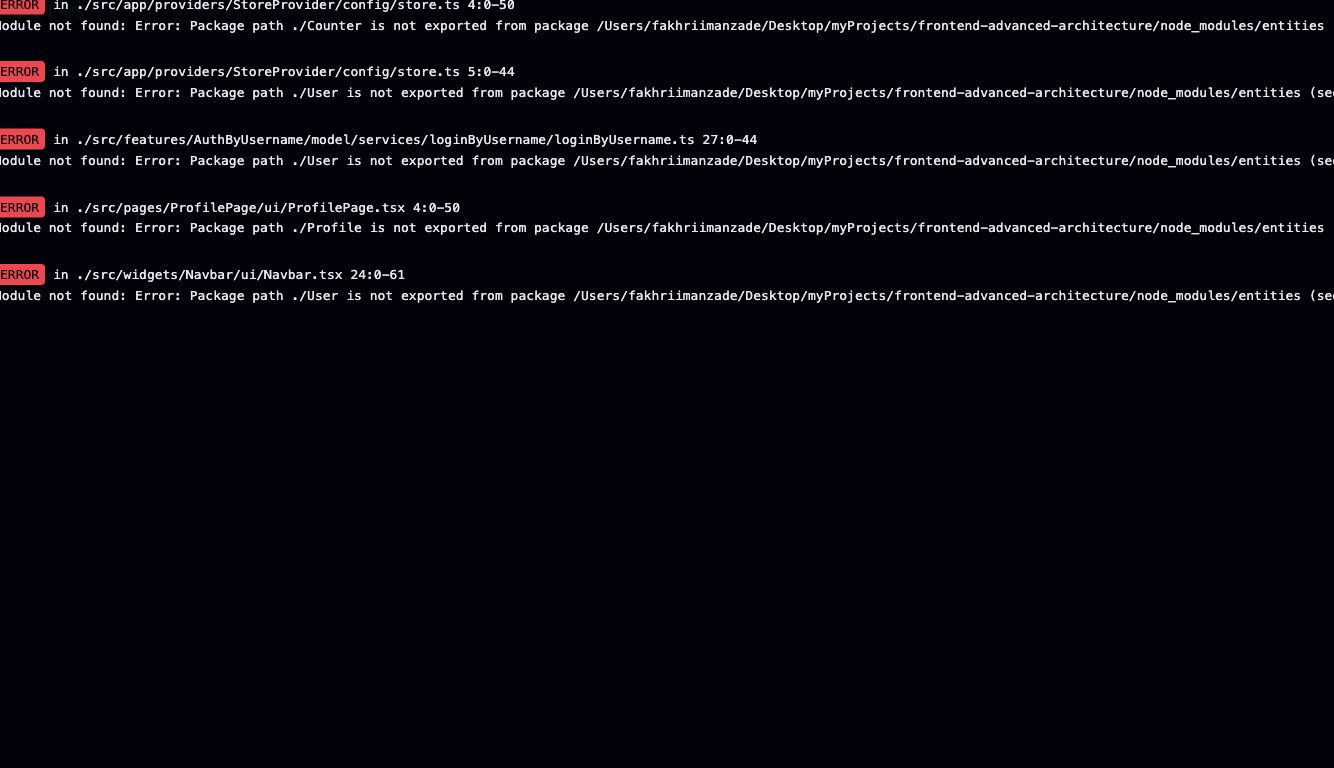 ERROR in ./src/app/providers/StoreProvider/config/store.ts 4:0-50
Module not found: Error: Package path ./Counter is not exported from package /Users/fakhriimanzade/Desktop/myProjects/frontend-advanced-architecture/node_modules/entities
ERROR in ./src/app/providers/StoreProvider/config/store.ts 5:0-44
Module not found: Error: Package path ./User is not exported from package /Users/fakhriimanzade/Desktop/myProjects/frontend-advanced-architecture/node_modules/entities (see
ERROR in ./src/features/AuthByUsername/model/services/loginByUsername/loginByUsername.ts 27:0-44
Module not found: Error: Package path ./User is not exported from package /Users/fakhriimanzade/Desktop/myProjects/frontend-advanced-architecture/node_modules/entities (see
ERROR in ./src/pages/ProfilePage/ui/ProfilePage.tsx 4:0-50
Module not found: Error: Package path ./Profile is not exported from package /Users/fakhriimanzade/Desktop/myProjects/frontend-advanced-architecture/node_modules/entities
ERROR in ./src/widgets/Navbar/ui/Navbar.tsx 24:0-61
Module not found: Error: Package path ./User is not exported from package /Users/fakhriimanzade/Desktop/myProjects/frontend-advanced-architecture/node_modules/entities (see